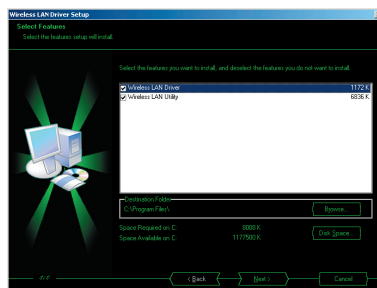 Wireless LAN Driver Setup
Select Features
Select the features setup will install.
Select the features you want to install, and deselect the features you do not want to install.
Wireless LAN Driver 1172 K
Wireless LAN Utility 6836 K
Destination Folder
C:\Program Files\
Browse...
Space Required on C: 8008 K
Space Available on C: 1177500 K
Disk Space...
< Back
Next >
Cancel